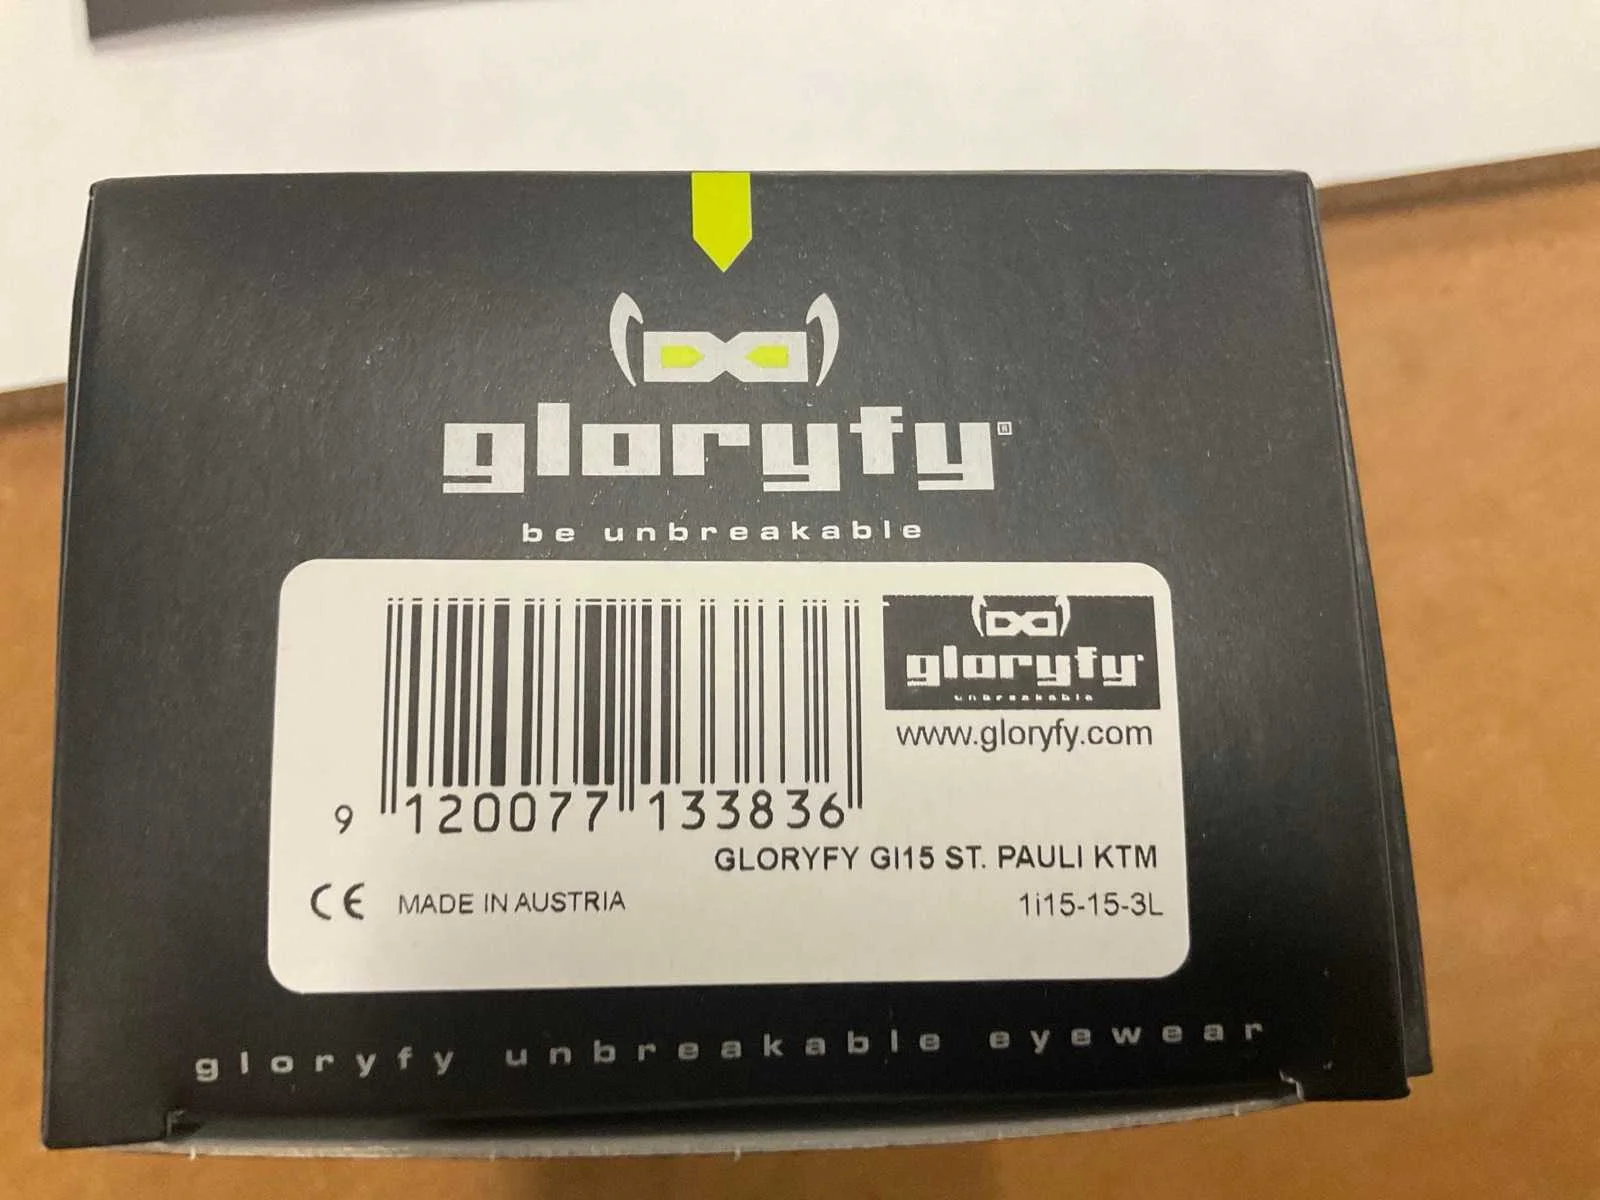 gloryfy®
be unbreakable
gloryfy
unbreakable
www.gloryfy.com
9 120077 133836
GLORYFY GI15 ST. PAULI KTM
CE MADE IN AUSTRIA 1i15-15-3L
gloryfy unbreakable eyewear